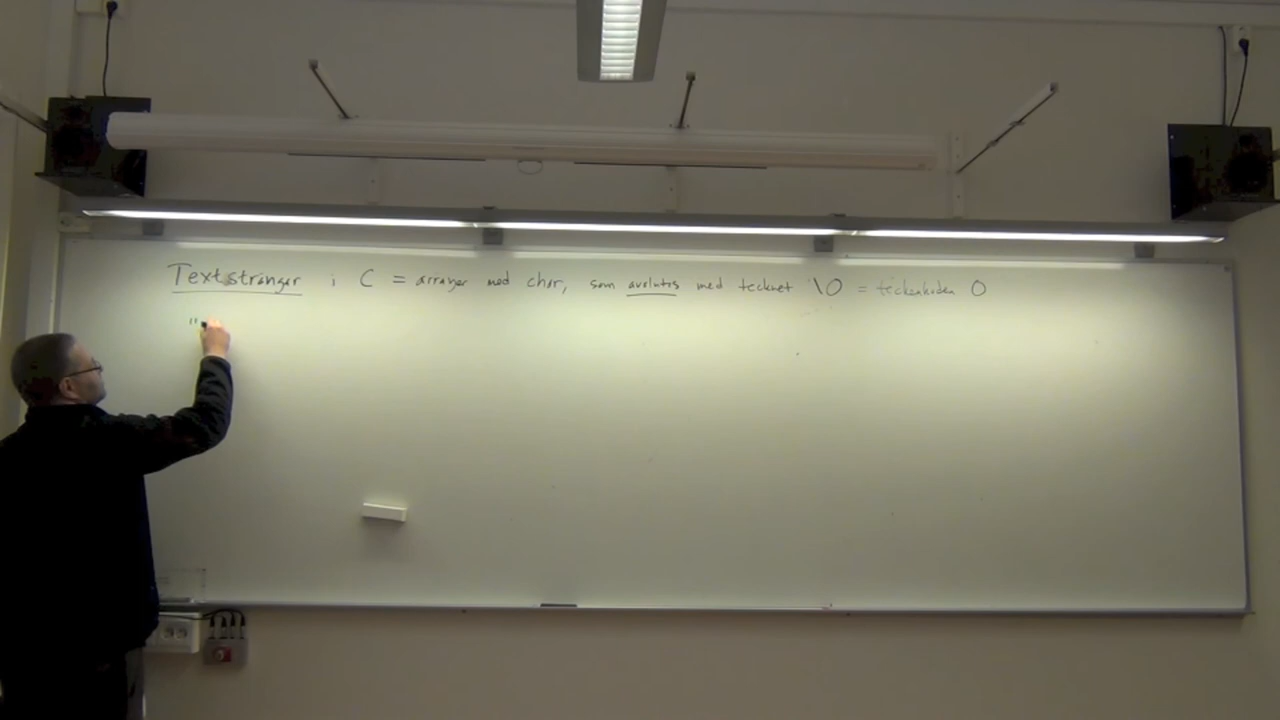 Textsträngar i C = arrayer med char, som avslutas med tecknet \0 = teckenkoden 0
"